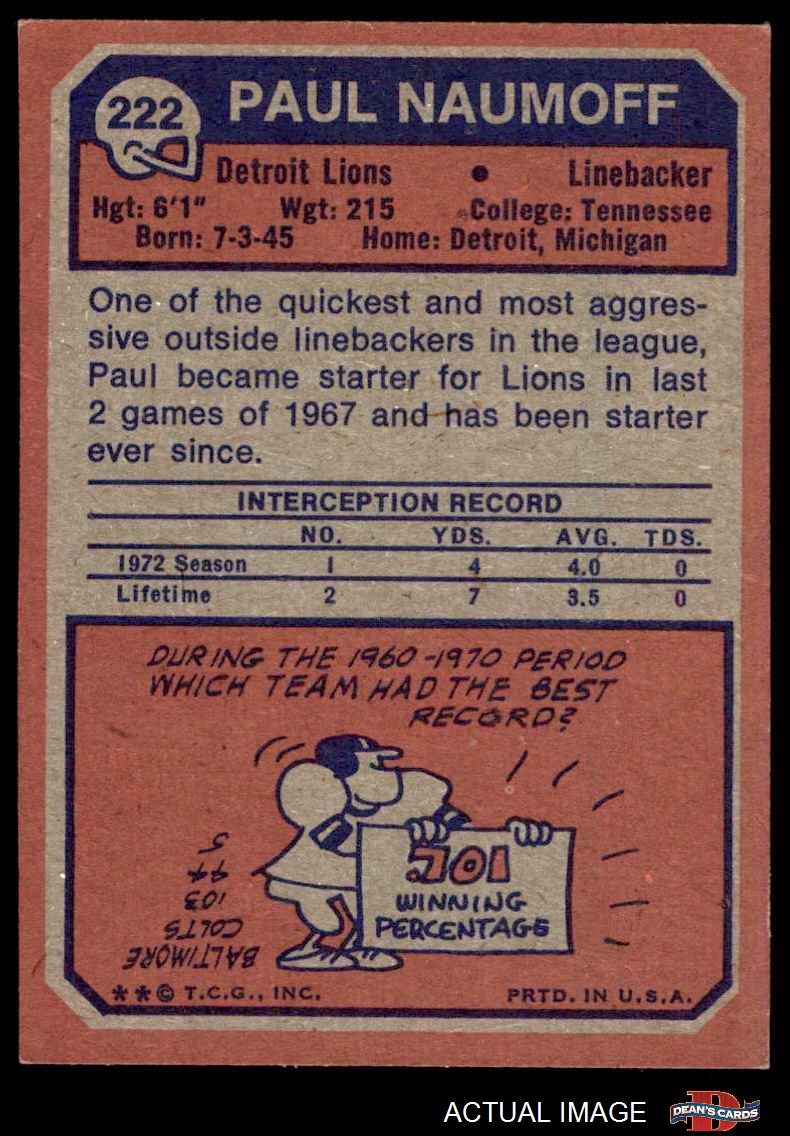 222
PAUL NAUMOFF
Detroit Lions • Linebacker
Hgt: 6'1" Wgt: 215 College: Tennessee
Born: 7-3-45 Home: Detroit, Michigan
One of the quickest and most aggres-
sive outside linebackers in the league,
Paul became starter for Lions in last
2 games of 1967 and has been starter
ever since.
INTERCEPTION RECORD
NO. YDS. AVG. TDS.
1972 Season 1 4 4.0 0
Lifetime 2 7 3.5 0
DURING THE 1960-1970 PERIOD
WHICH TEAM HAD THE BEST
RECORD?
.701
WINNING
PERCENTAGE
BALTIMORE
COLTS
103
44
5
** © T.C.G., INC. PRTD. IN U.S.A.
ACTUAL IMAGE
D
DEAN'S CARDS